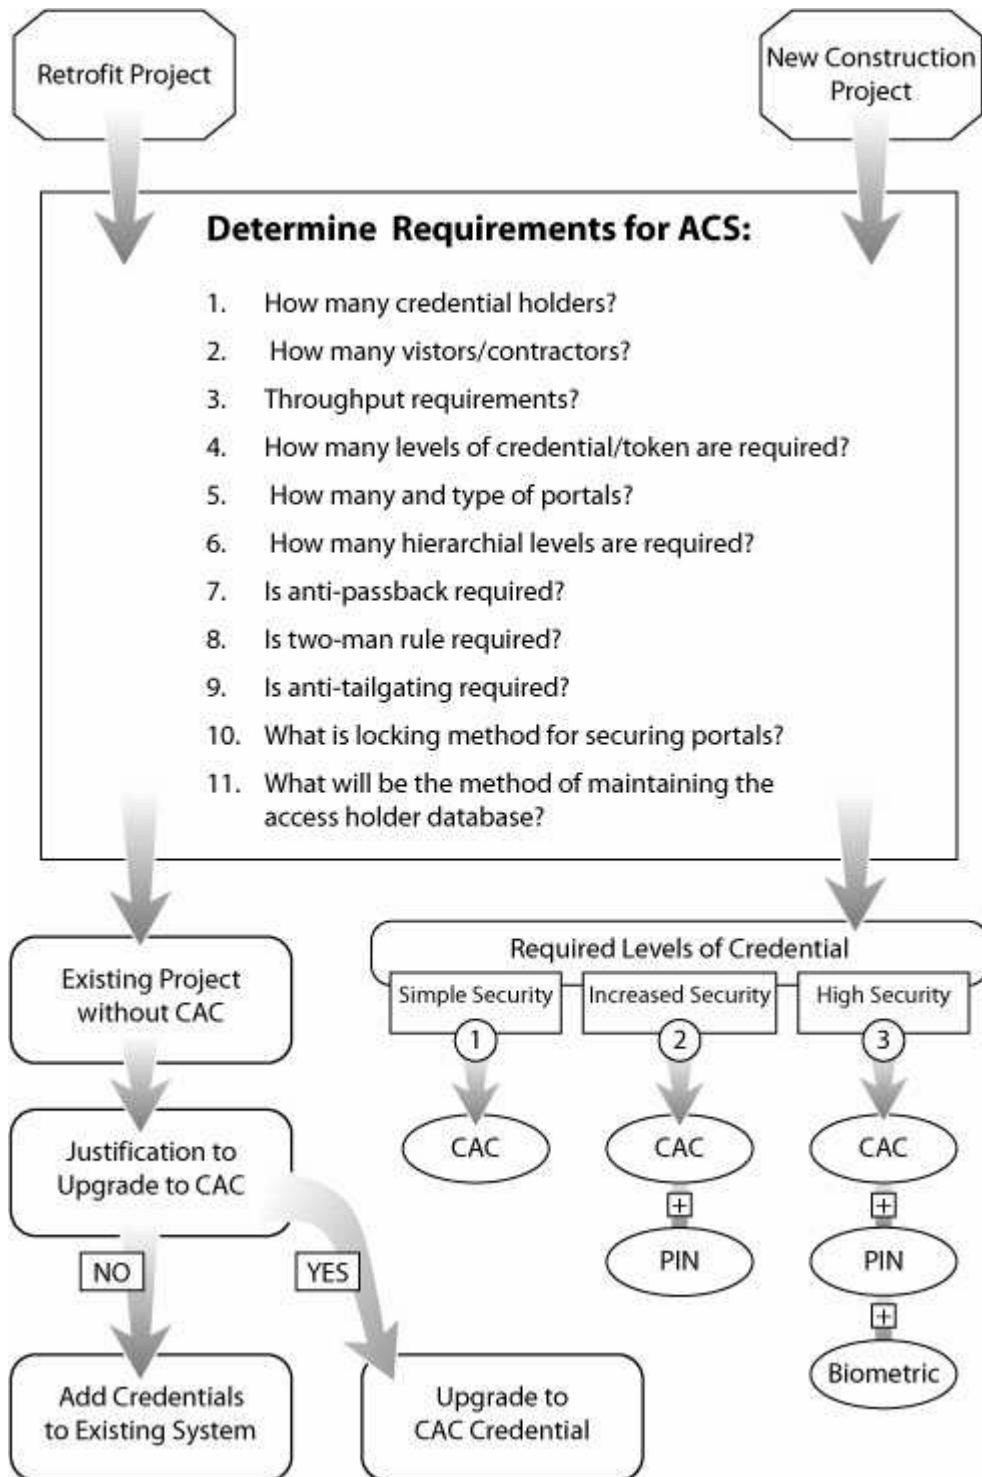 Retrofit Project
New Construction
Project
Determine Requirements for ACS:
1. How many credential holders?
2. How many vistors/contractors?
3. Throughput requirements?
4. How many levels of credential/token are required?
5. How many and type of portals?
6. How many hierarchial levels are required?
7. Is anti-passback required?
8. Is two-man rule required?
9. Is anti-tailgating required?
10. What is locking method for securing portals?
11. What will be the method of maintaining the
access holder database?
Existing Project
without CAC
Justification to
Upgrade to CAC
NO
YES
Add Credentials
to Existing System
Upgrade to
CAC Credential
Required Levels of Credential
Simple Security
Increased Security
High Security
1
2
3
CAC
CAC
CAC
+
+
PIN
PIN
+
Biometric